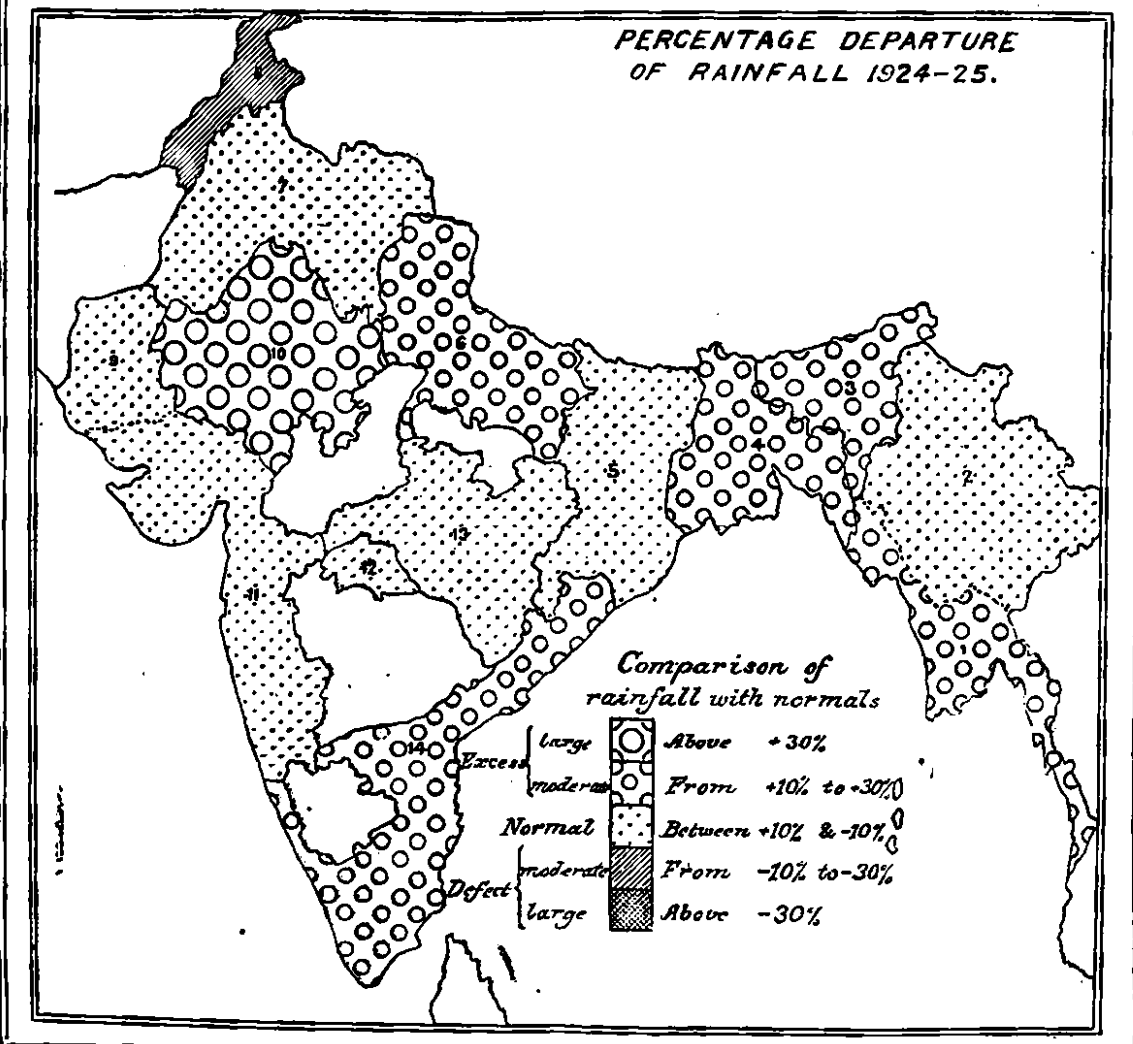 PERCENTAGE DEPARTURE
OF RAINFALL 1924-25.
8
7
10
6
9
3
4
5
2
13
12
11
1
14
Comparison of
rainfall with normals
Excess
large
Above +30%
moderat
From +10% to +30%
Normal
Between +10% & -10%
Defect
moderate
From -10% to -30%
large
Above -30%